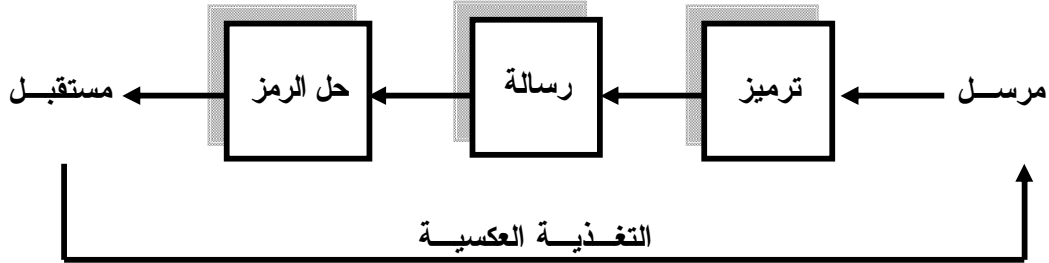 مرسل
ترميز
رسالة
حل الرمز
مستقبل
التغذية العكسية